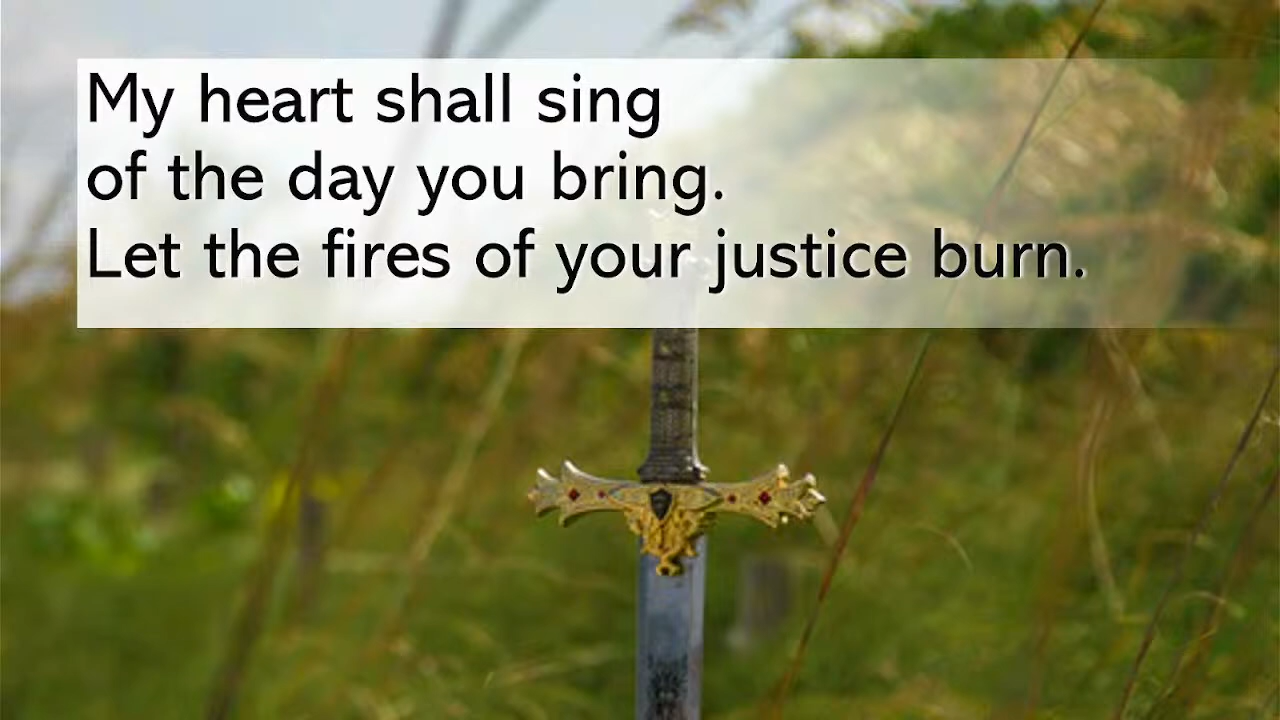 My heart shall sing
of the day you bring.
Let the fires of your justice burn.